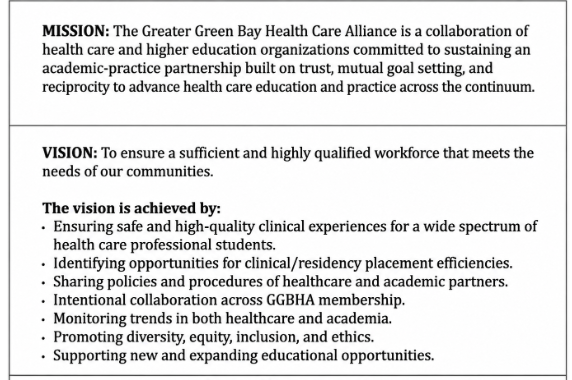 MISSION: The Greater Green Bay Health Care Alliance is a collaboration of
health care and higher education organizations committed to sustaining an
academic-practice partnership built on trust, mutual goal setting, and
reciprocity to advance health care education and practice across the continuum.
VISION: To ensure a sufficient and highly qualified workforce that meets the
needs of our communities.
The vision is achieved by:
• Ensuring safe and high-quality clinical experiences for a wide spectrum of
health care professional students.
• Identifying opportunities for clinical/residency placement efficiencies.
• Sharing policies and procedures of healthcare and academic partners.
• Intentional collaboration across GGBHA membership.
• Monitoring trends in both healthcare and academia.
• Promoting diversity, equity, inclusion, and ethics.
• Supporting new and expanding educational opportunities.